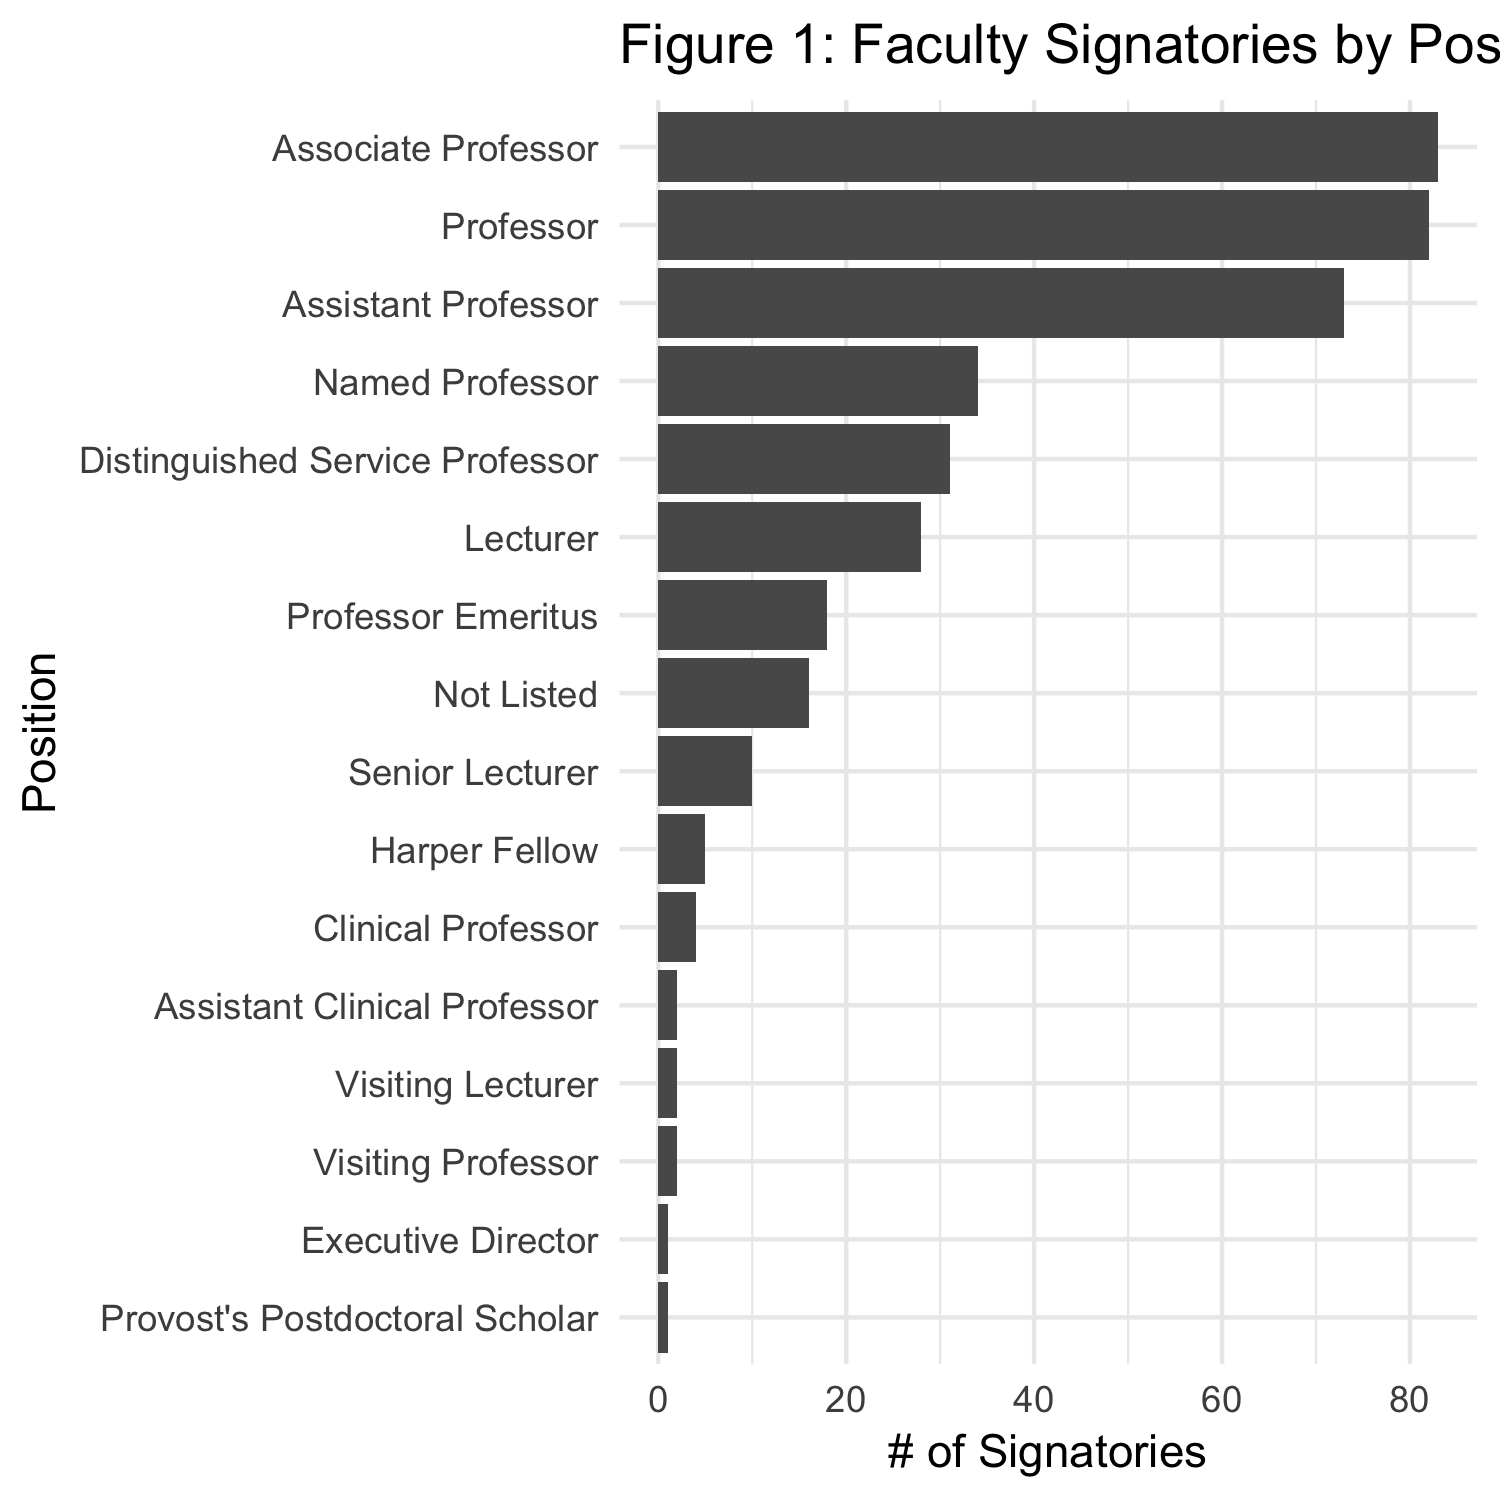 Figure 1: Faculty Signatories by Pos
Associate Professor
Professor
Assistant Professor
Named Professor
Distinguished Service Professor
Lecturer
Professor Emeritus
Not Listed
Senior Lecturer
Harper Fellow
Clinical Professor
Assistant Clinical Professor
Visiting Lecturer
Visiting Professor
Executive Director
Provost's Postdoctoral Scholar
Position
0 20 40 60 80
# of Signatories